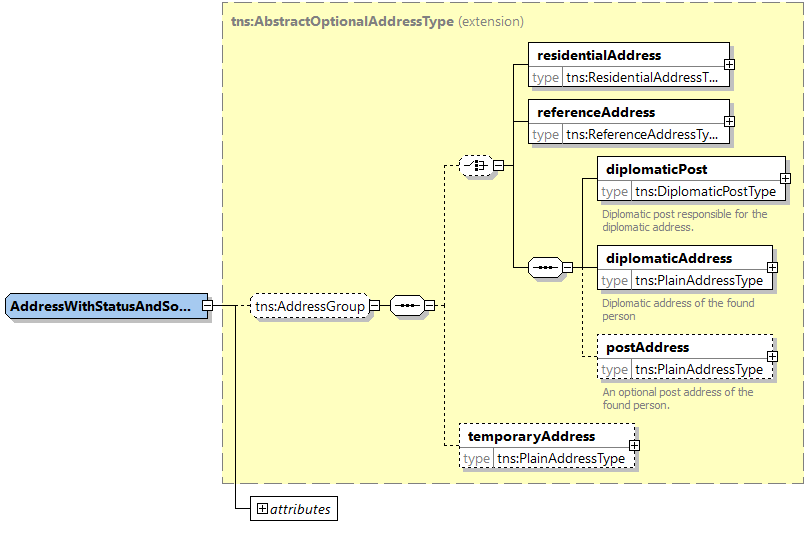 tns:AbstractOptionalAddressType (extension)
residentialAddress
type tns:ResidentialAddressT...
referenceAddress
type tns:ReferenceAddressTy...
diplomaticPost
type tns:DiplomaticPostType
Diplomatic post responsible for the
diplomatic address.
diplomaticAddress
type tns:PlainAddressType
Diplomatic address of the found
person
AddressWithStatusAndSo...
tns:AddressGroup
postAddress
type tns:PlainAddressType
An optional post address of the
found person.
temporaryAddress
type tns:PlainAddressType
attributes